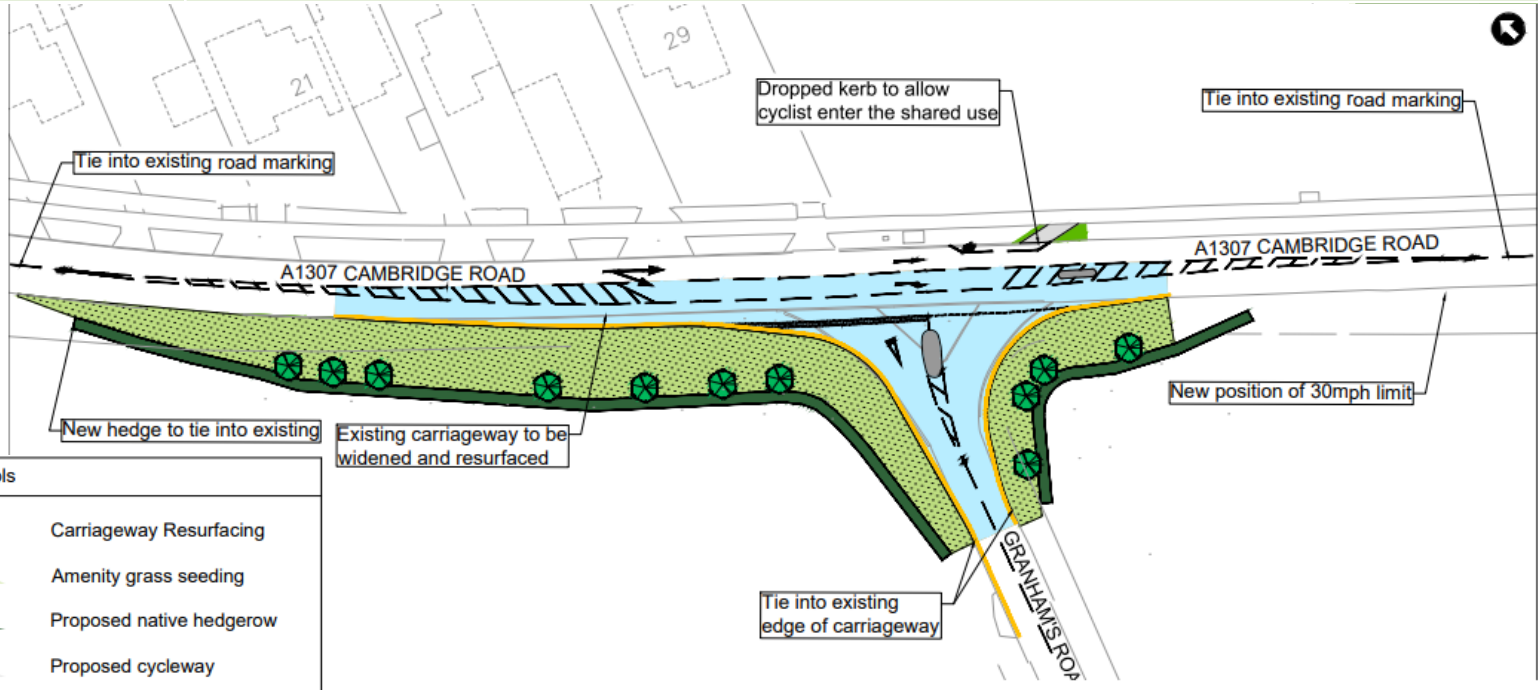 29
21
Dropped kerb to allow
cyclist enter the shared use
Tie into existing road marking
Tie into existing road marking
A1307 CAMBRIDGE ROAD
A1307 CAMBRIDGE ROAD
New position of 30mph limit
New hedge to tie into existing
Existing carriageway to be
widened and resurfaced
ols
Carriageway Resurfacing
Amenity grass seeding
Proposed native hedgerow
Proposed cycleway
Tie into existing
edge of carriageway
GRANHAM'S ROA